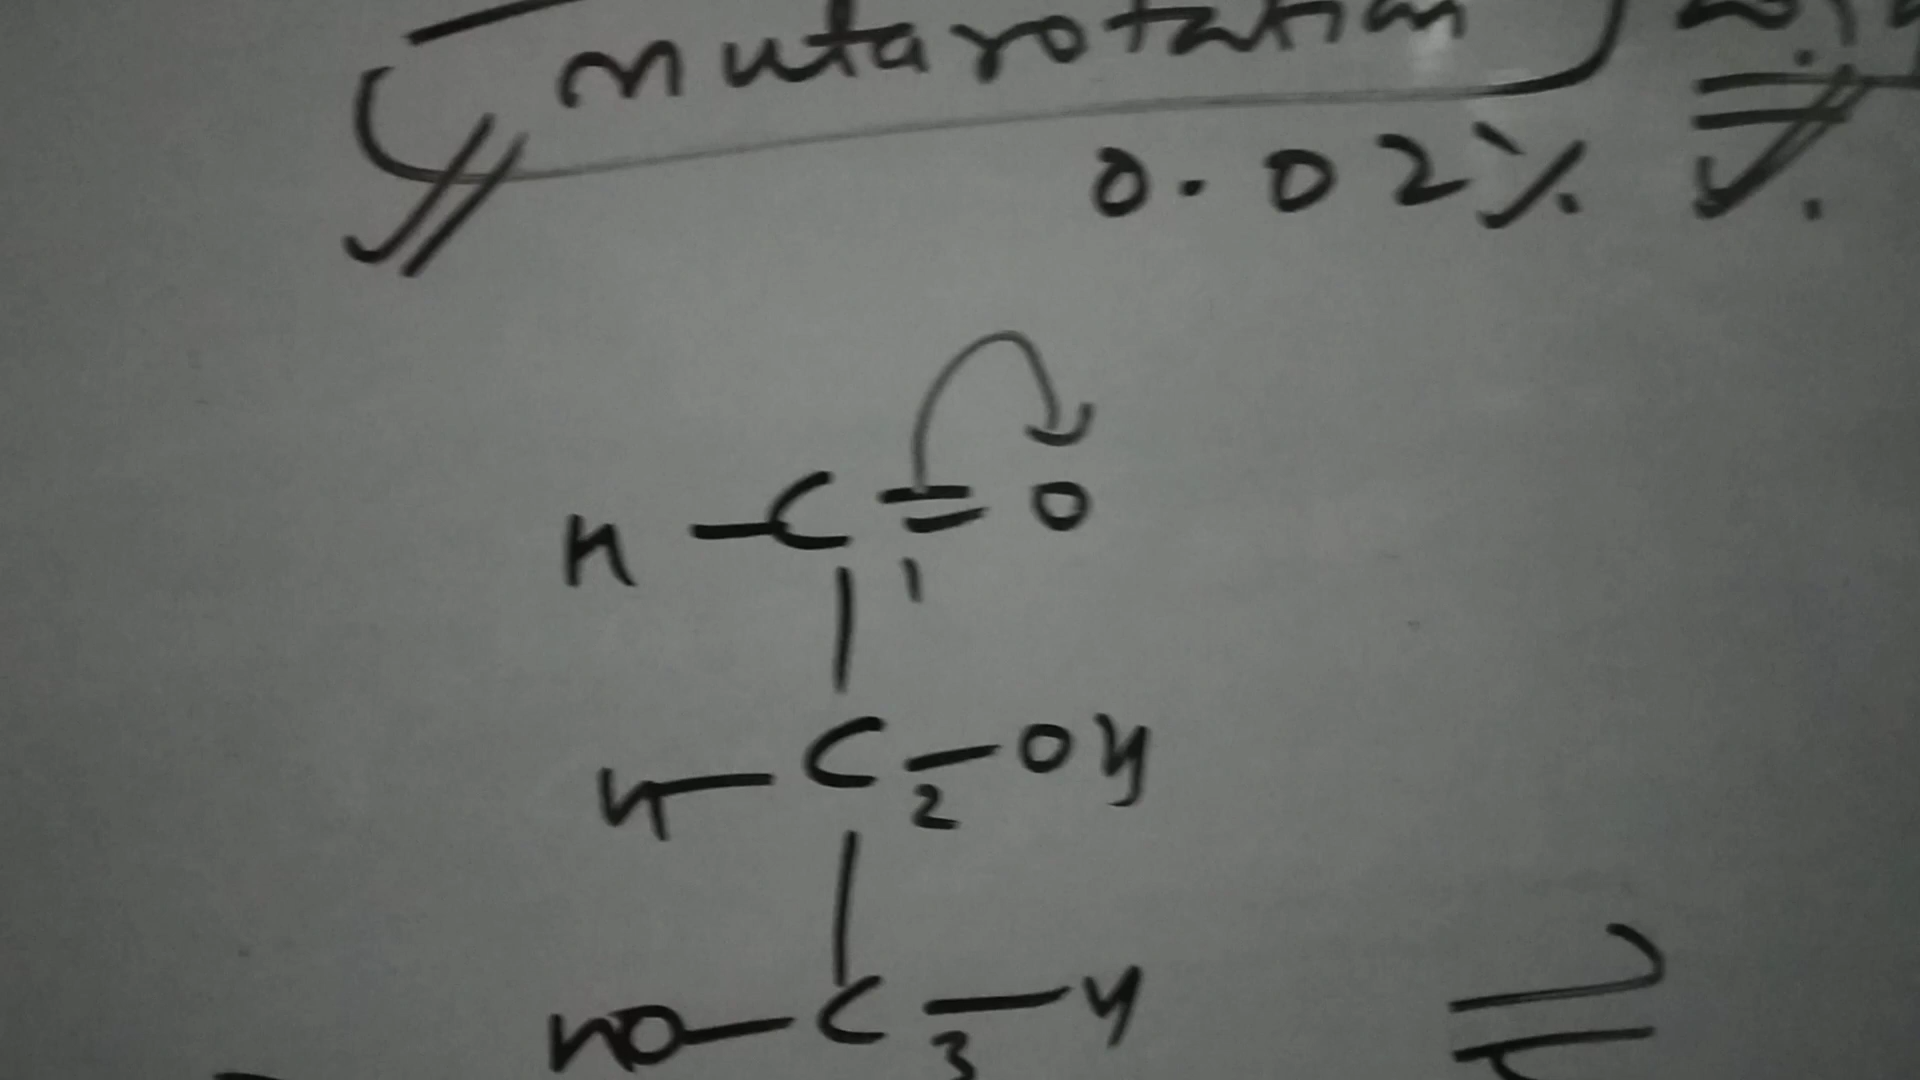 mutarotation
0.02%
H - C = O
1
H - C - OH
2
HO - C - H
3